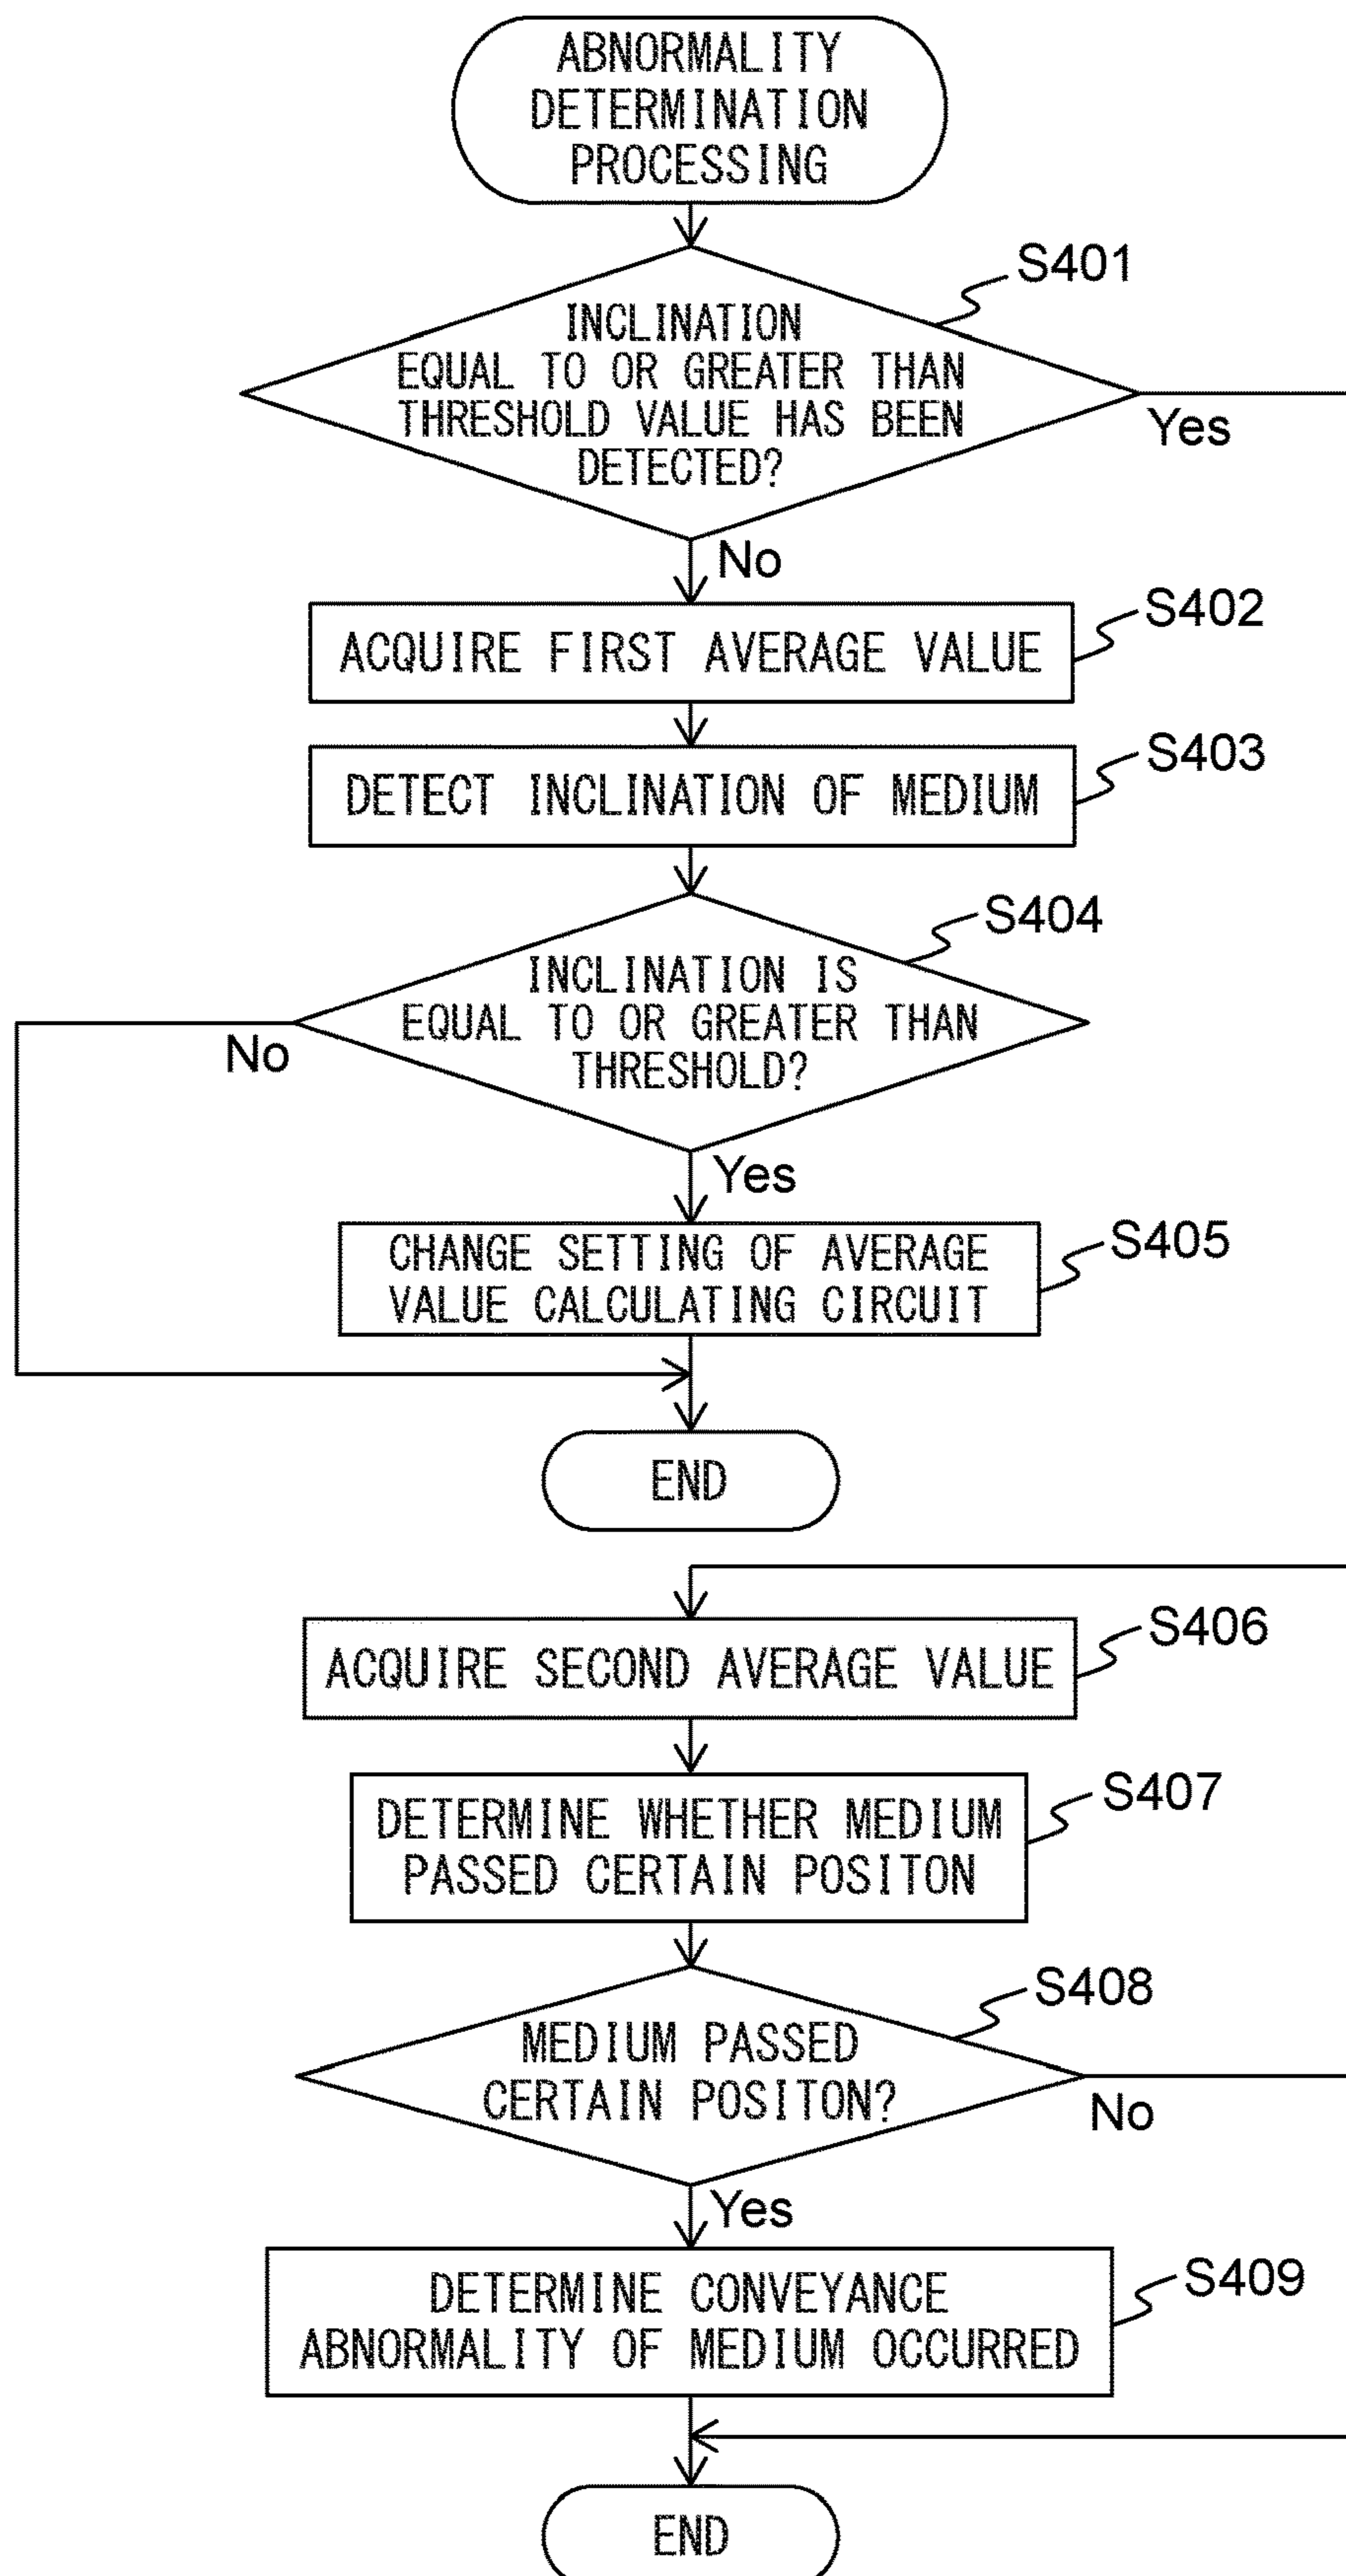 ABNORMALITY
DETERMINATION
PROCESSING
S401
INCLINATION
EQUAL TO OR GREATER THAN
THRESHOLD VALUE HAS BEEN
DETECTED?
Yes
No
S402
ACQUIRE FIRST AVERAGE VALUE
S403
DETECT INCLINATION OF MEDIUM
S404
INCLINATION IS
EQUAL TO OR GREATER THAN
THRESHOLD?
No
Yes
S405
CHANGE SETTING OF AVERAGE
VALUE CALCULATING CIRCUIT
END
S406
ACQUIRE SECOND AVERAGE VALUE
S407
DETERMINE WHETHER MEDIUM
PASSED CERTAIN POSITON
S408
MEDIUM PASSED
CERTAIN POSITON?
No
Yes
S409
DETERMINE CONVEYANCE
ABNORMALITY OF MEDIUM OCCURRED
END